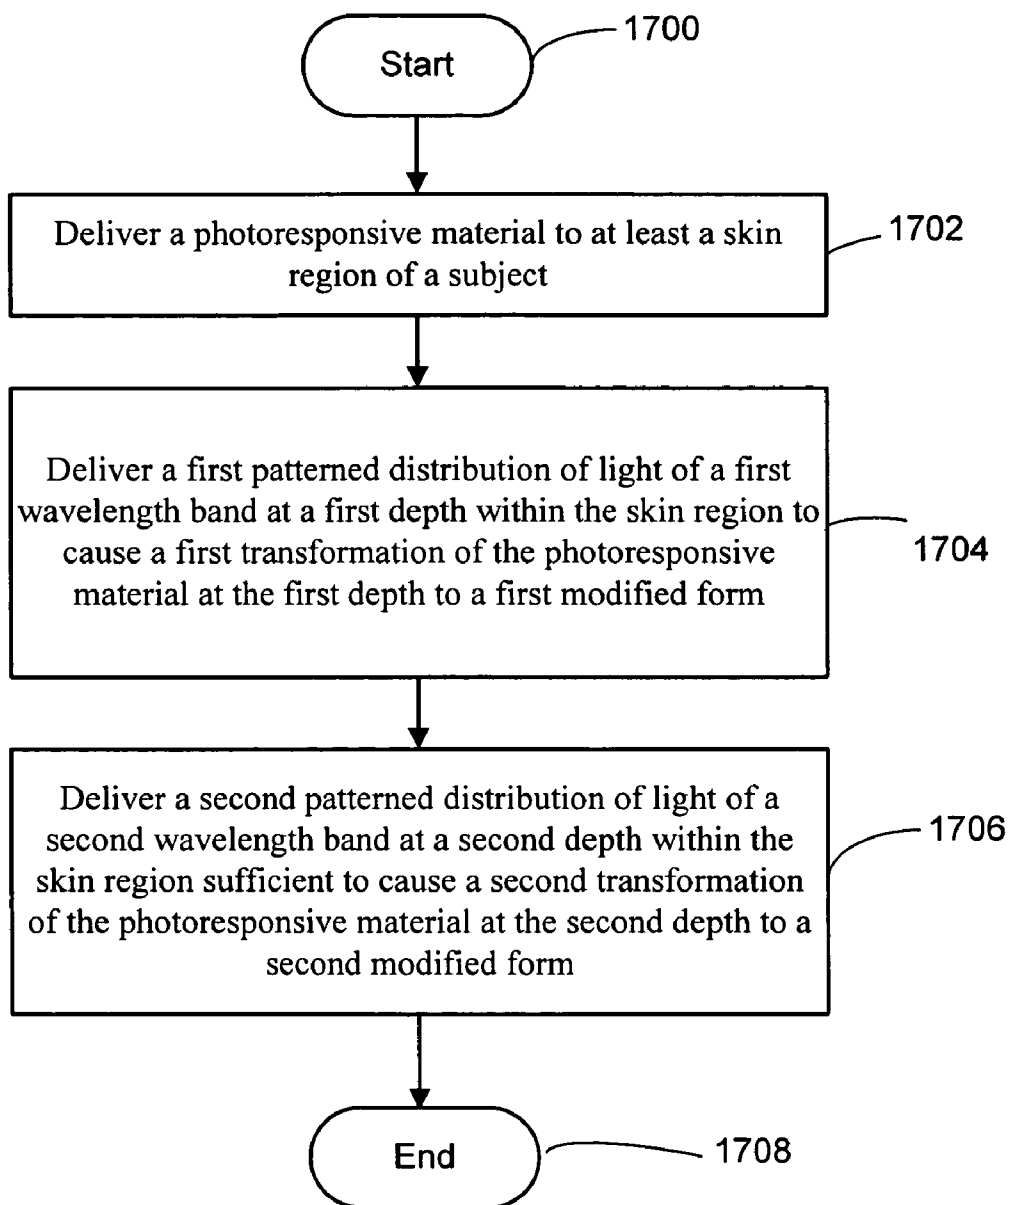 Start
1700
Deliver a photoresponsive material to at least a skin
region of a subject
1702
Deliver a first patterned distribution of light of a first
wavelength band at a first depth within the skin region to
cause a first transformation of the photoresponsive
material at the first depth to a first modified form
1704
Deliver a second patterned distribution of light of a
second wavelength band at a second depth within the
skin region sufficient to cause a second transformation
of the photoresponsive material at the second depth to a
second modified form
1706
End
1708